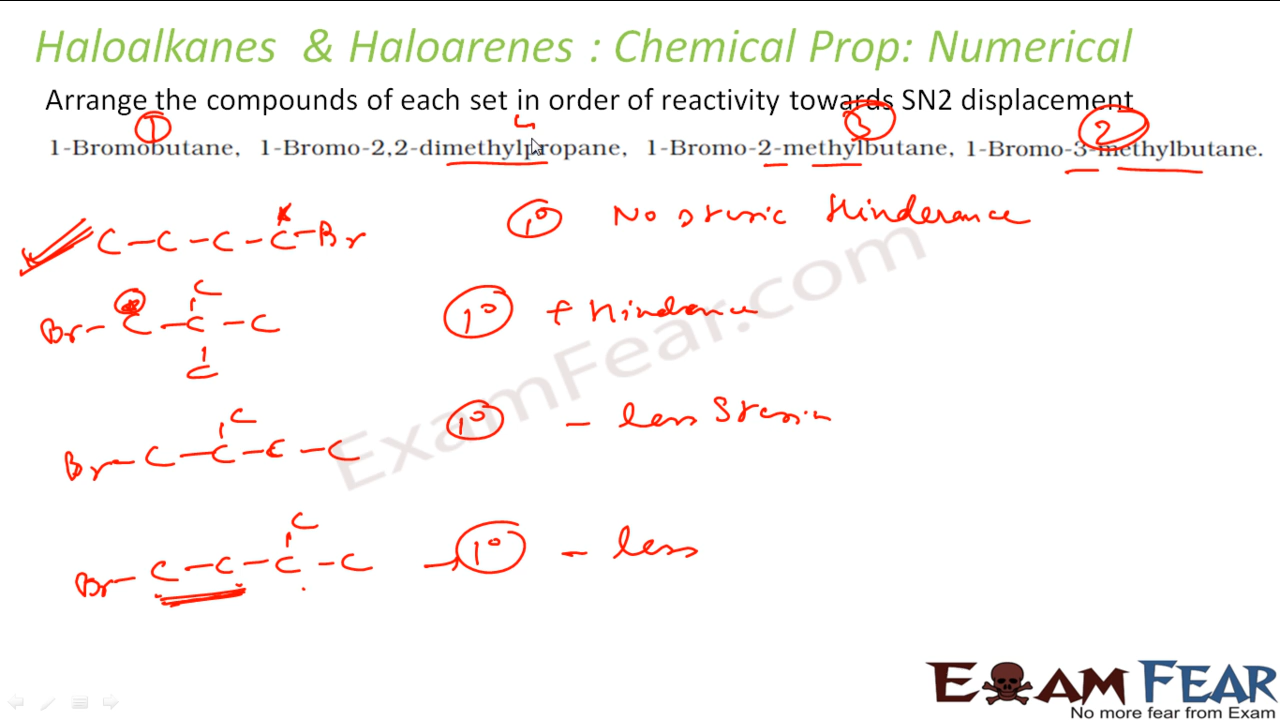 Haloalkanes & Haloarenes : Chemical Prop: Numerical
Arrange the compounds of each set in order of reactivity towards SN2 displacement
1 4 3 2
1-Bromobutane, 1-Bromo-2,2-dimethylpropane, 1-Bromo-2-methylbutane, 1-Bromo-3-methylbutane.
C - C - C - C - Br 1° No steric Hinderance
C
Br - C - C - C 1° + Hindrance
C
C
Br - C - C - C - C 1° - less Steric
C
Br - C - C - C - C 1° - less
ExamFear.com
EXAM FEAR
No more fear from Exam